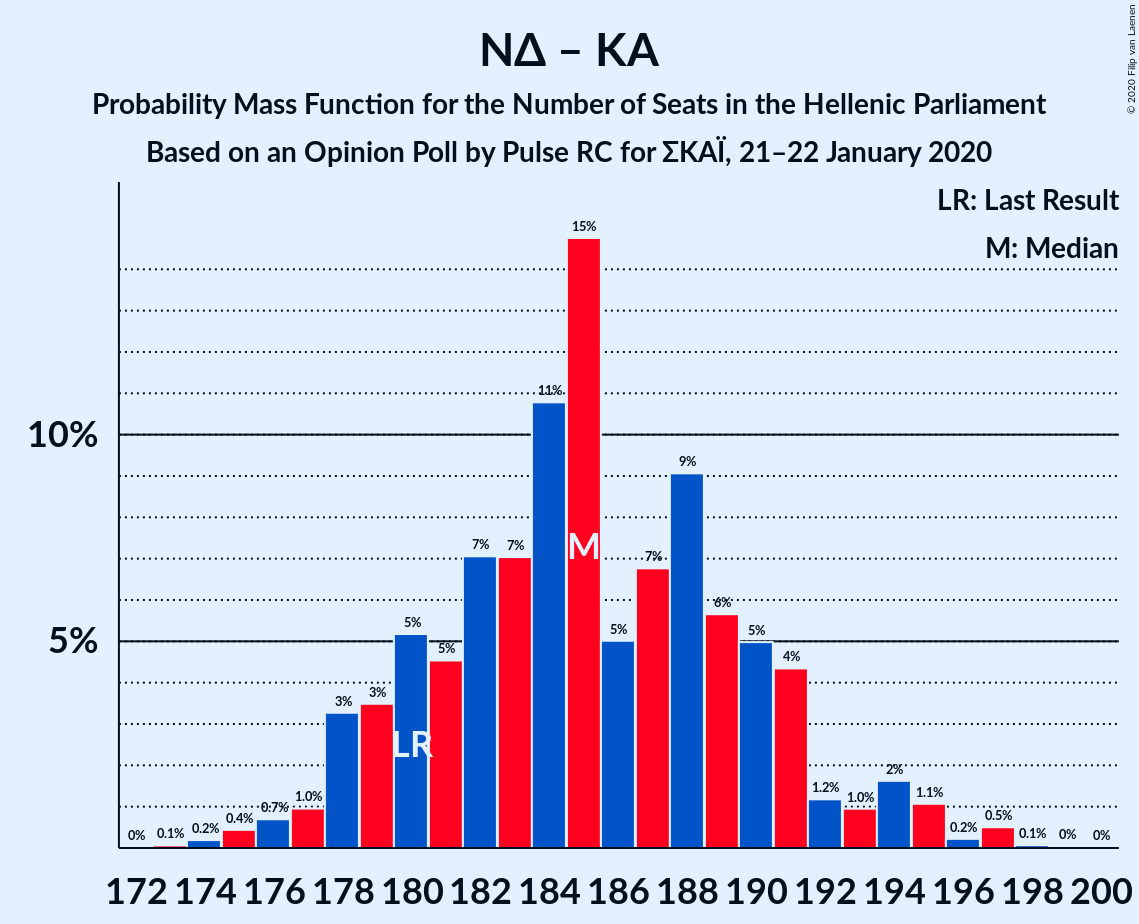 ΝΔ – ΚΑ
Probability Mass Function for the Number of Seats in the Hellenic Parliament
Based on an Opinion Poll by Pulse RC for ΣΚΑΪ, 21–22 January 2020
© 2020 Filip van Laenen
LR: Last Result
M: Median
10%
5%
0% 0.1% 0.2% 0.4% 0.7% 1.0% 3% 3% 5% 5% 7% 7% 11% 15% 5% 7% 9% 6% 5% 4% 1.2% 1.0% 2% 1.1% 0.2% 0.5% 0.1% 0% 0%
M
LR
172 174 176 178 180 182 184 186 188 190 192 194 196 198 200